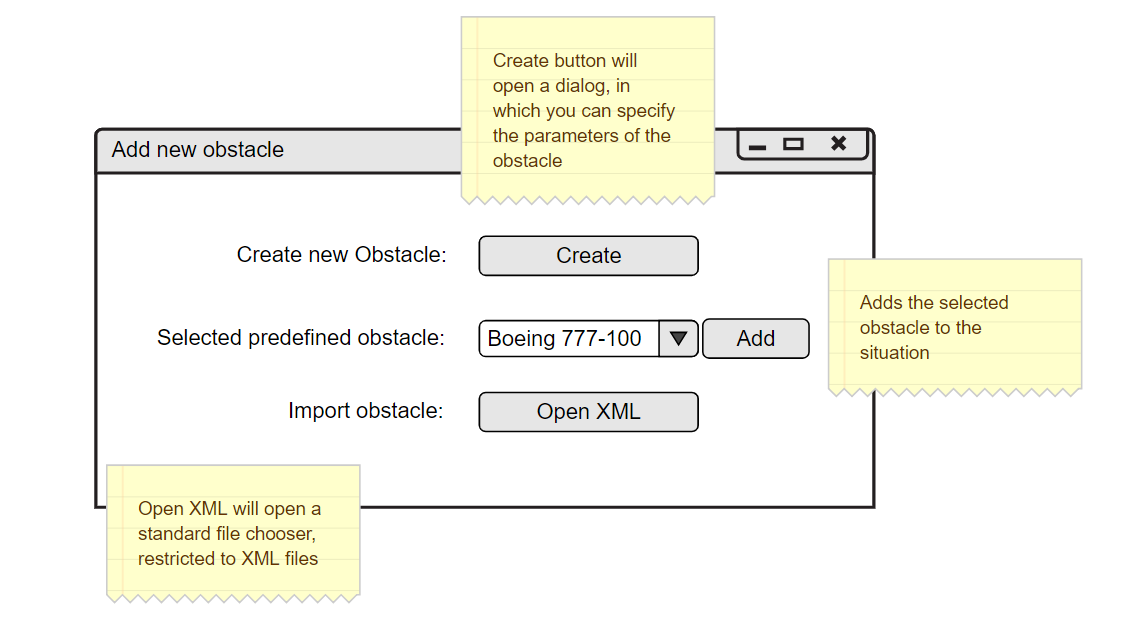 Create button will
open a dialog, in
which you can specify
the parameters of the
obstacle
Add new obstacle
Create new Obstacle:
Create
Selected predefined obstacle:
Boeing 777-100
Add
Adds the selected
obstacle to the
situation
Import obstacle:
Open XML
Open XML will open a
standard file chooser,
restricted to XML files